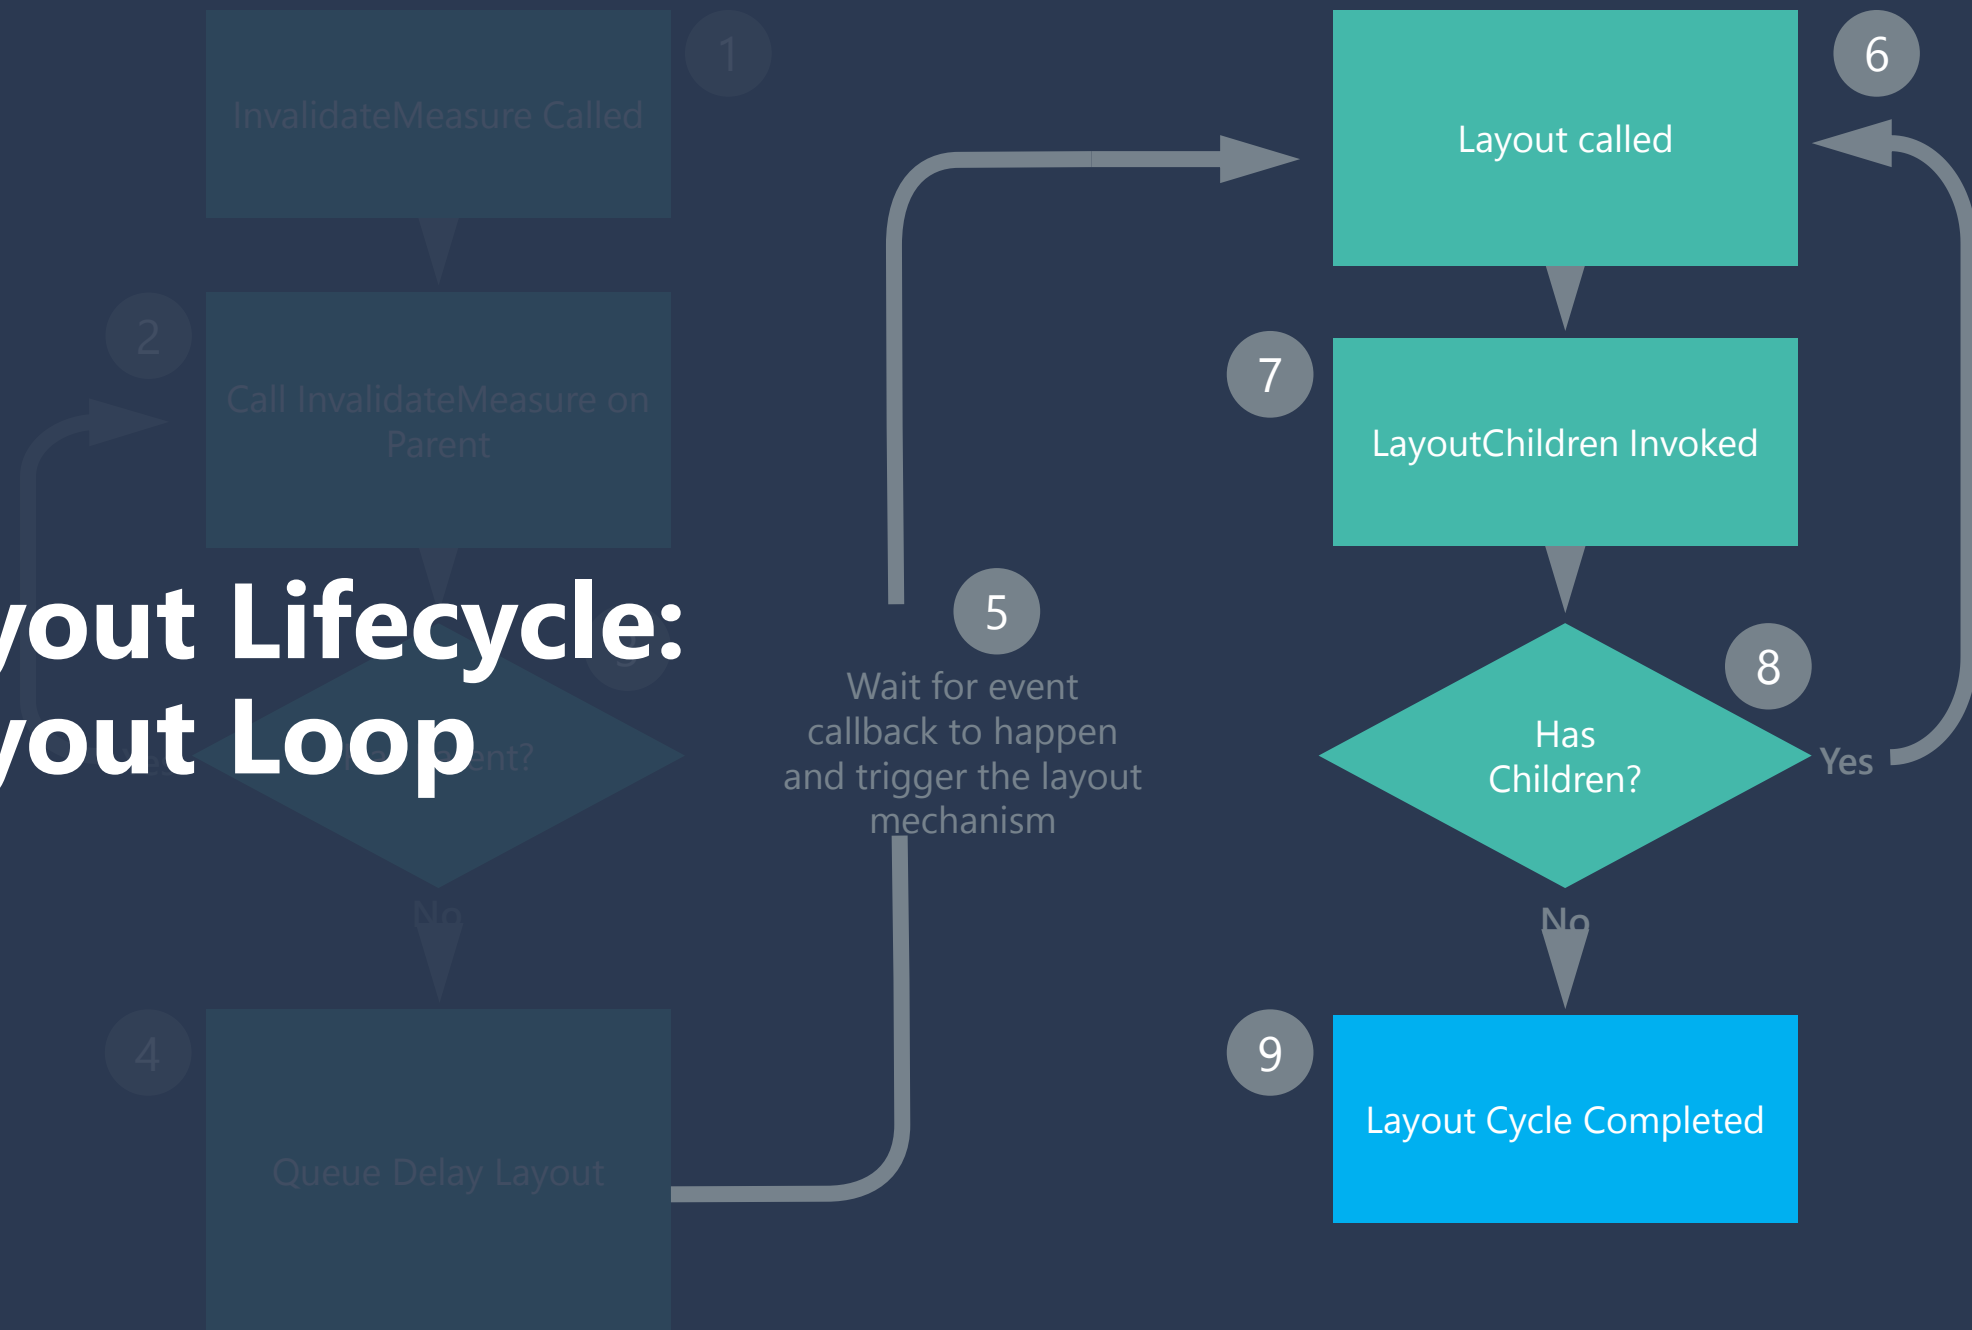 1
InvalidateMeasure Called
2
Call InvalidateMeasure on
Parent
3
yout Lifecycle:
yout Loop
No
4
Queue Delay Layout
5
Wait for event
callback to happen
and trigger the layout
mechanism
6
Layout called
7
LayoutChildren Invoked
8
Has
Children?
Yes
No
9
Layout Cycle Completed